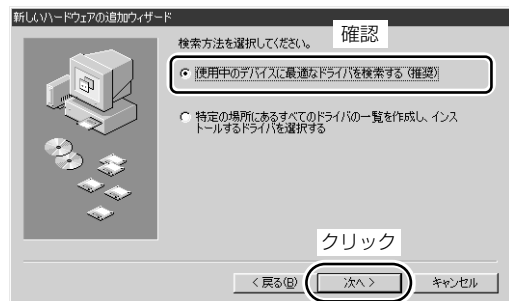 新しいハードウェアの追加ウィザード
検索方法を選択してください。
確認
使用中のデバイスに最適なドライバを検索する (推奨)
特定の場所にあるすべてのドライバの一覧を作成し、インス
トールするドライバを選択する
クリック
< 戻る(B)
次へ >
キャンセル